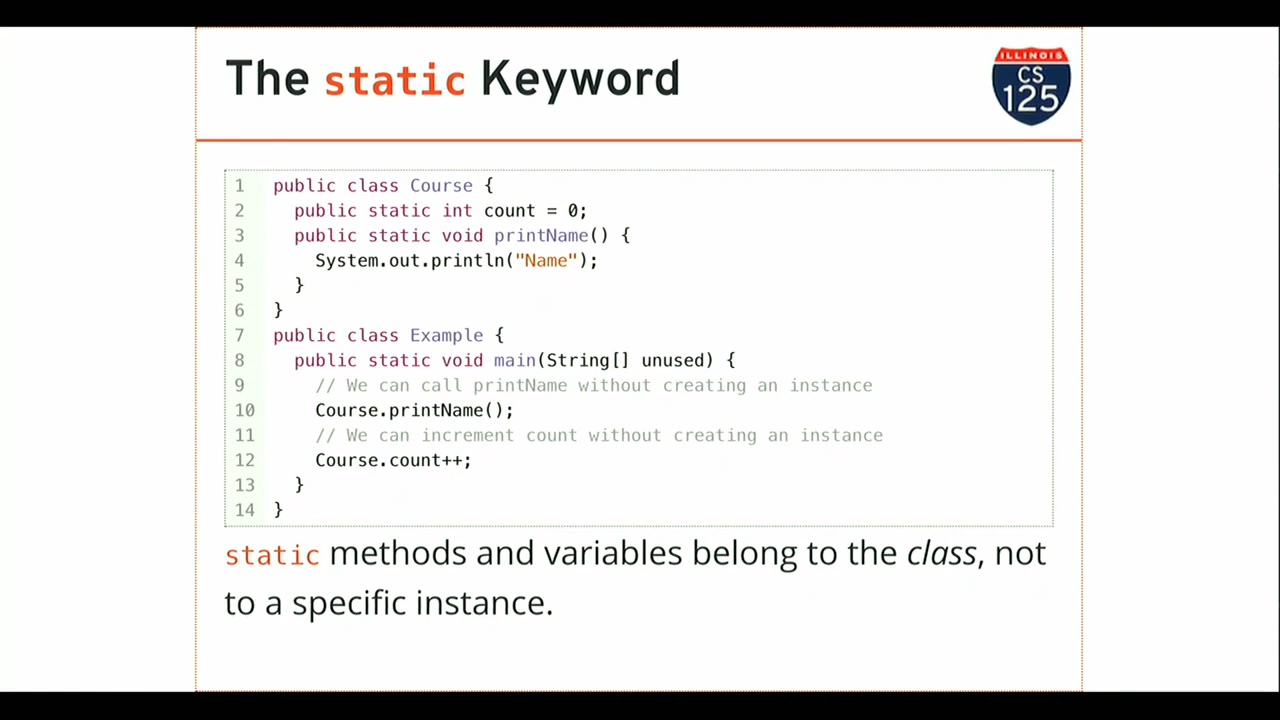 The static Keyword
ILLINOIS
CS
125
1 public class Course {
2   public static int count = 0;
3   public static void printName() {
4     System.out.println("Name");
5   }
6 }
7 public class Example {
8   public static void main(String[] unused) {
9     // We can call printName without creating an instance
10     Course.printName();
11     // We can increment count without creating an instance
12     Course.count++;
13   }
14 }
static methods and variables belong to the class, not
to a specific instance.